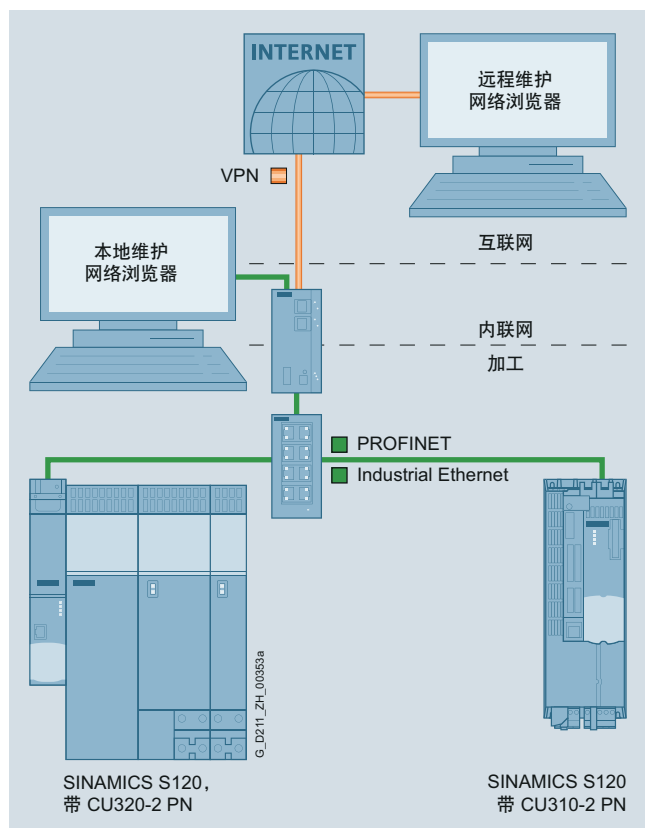 INTERNET
远程维护
网络浏览器
VPN
本地维护
网络浏览器
互联网
内联网
加工
PROFINET
Industrial Ethernet
G_D211_ZH_00353a
SINAMICS S120,
带 CU320-2 PN
SINAMICS S120
带 CU310-2 PN